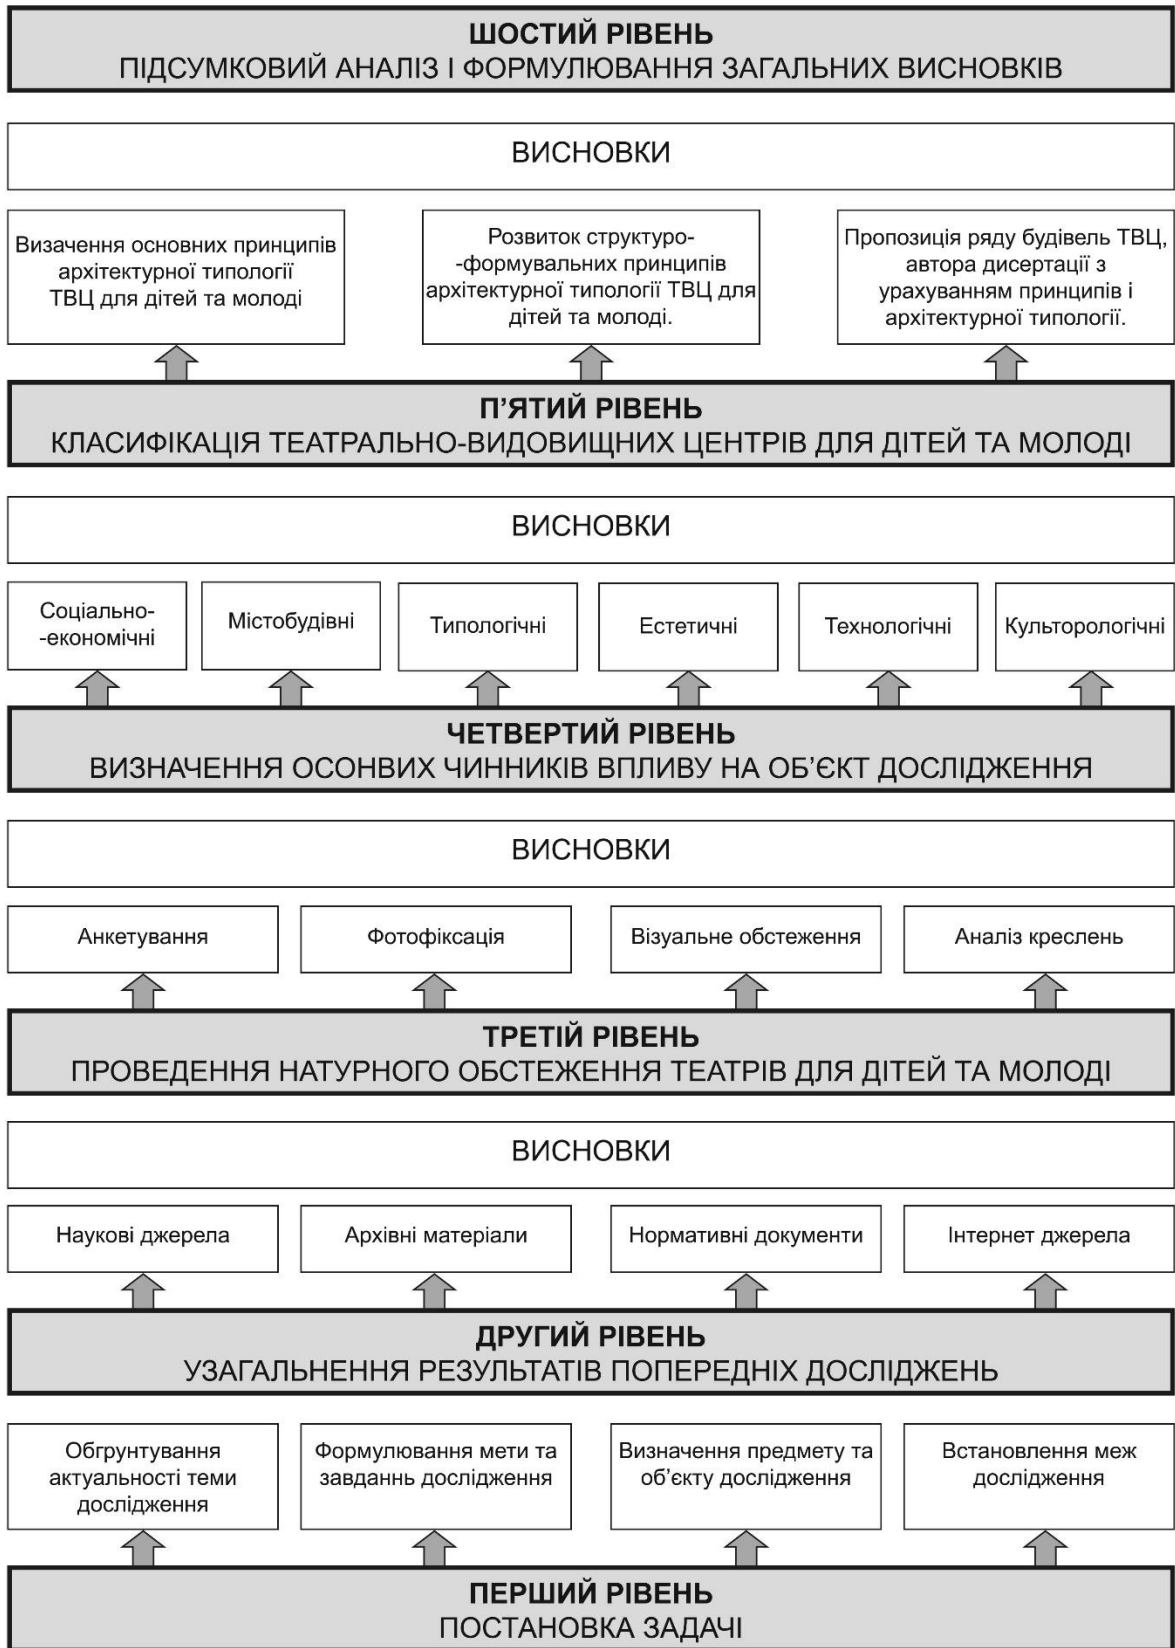 ШОСТИЙ РІВЕНЬ
ПІДСУМКОВИЙ АНАЛІЗ І ФОРМУЛЮВАННЯ ЗАГАЛЬНИХ ВИСНОВКІВ
ВИСНОВКИ
Визачення основних принципів
архітектурної типології
ТВЦ для дітей та молоді
Розвиток структуро-
-формувальних принципів
архітектурної типології ТВЦ для
дітей та молоді.
Пропозиція ряду будівель ТВЦ,
автора дисертації з
урахуванням принципів і
архітектурної типології.
П’ЯТИЙ РІВЕНЬ
КЛАСИФІКАЦІЯ ТЕАТРАЛЬНО-ВИДОВИЩНИХ ЦЕНТРІВ ДЛЯ ДІТЕЙ ТА МОЛОДІ
ВИСНОВКИ
Соціально-
-економічні
Містобудівні
Типологічні
Естетичні
Технологічні
Культорологічні
ЧЕТВЕРТИЙ РІВЕНЬ
ВИЗНАЧЕННЯ ОСОНВИХ ЧИННИКІВ ВПЛИВУ НА ОБ’ЄКТ ДОСЛІДЖЕННЯ
ВИСНОВКИ
Анкетування
Фотофіксація
Візуальне обстеження
Аналіз креслень
ТРЕТІЙ РІВЕНЬ
ПРОВЕДЕННЯ НАТУРНОГО ОБСТЕЖЕННЯ ТЕАТРІВ ДЛЯ ДІТЕЙ ТА МОЛОДІ
ВИСНОВКИ
Наукові джерела
Архівні матеріали
Нормативні документи
Інтернет джерела
ДРУГИЙ РІВЕНЬ
УЗАГАЛЬНЕННЯ РЕЗУЛЬТАТІВ ПОПЕРЕДНІХ ДОСЛІДЖЕНЬ
Обгрунтування
актуальності теми
дослідження
Формулювання мети та
завданнь дослідження
Визначення предмету та
об’єкту дослідження
Встановлення меж
дослідження
ПЕРШИЙ РІВЕНЬ
ПОСТАНОВКА ЗАДАЧІ